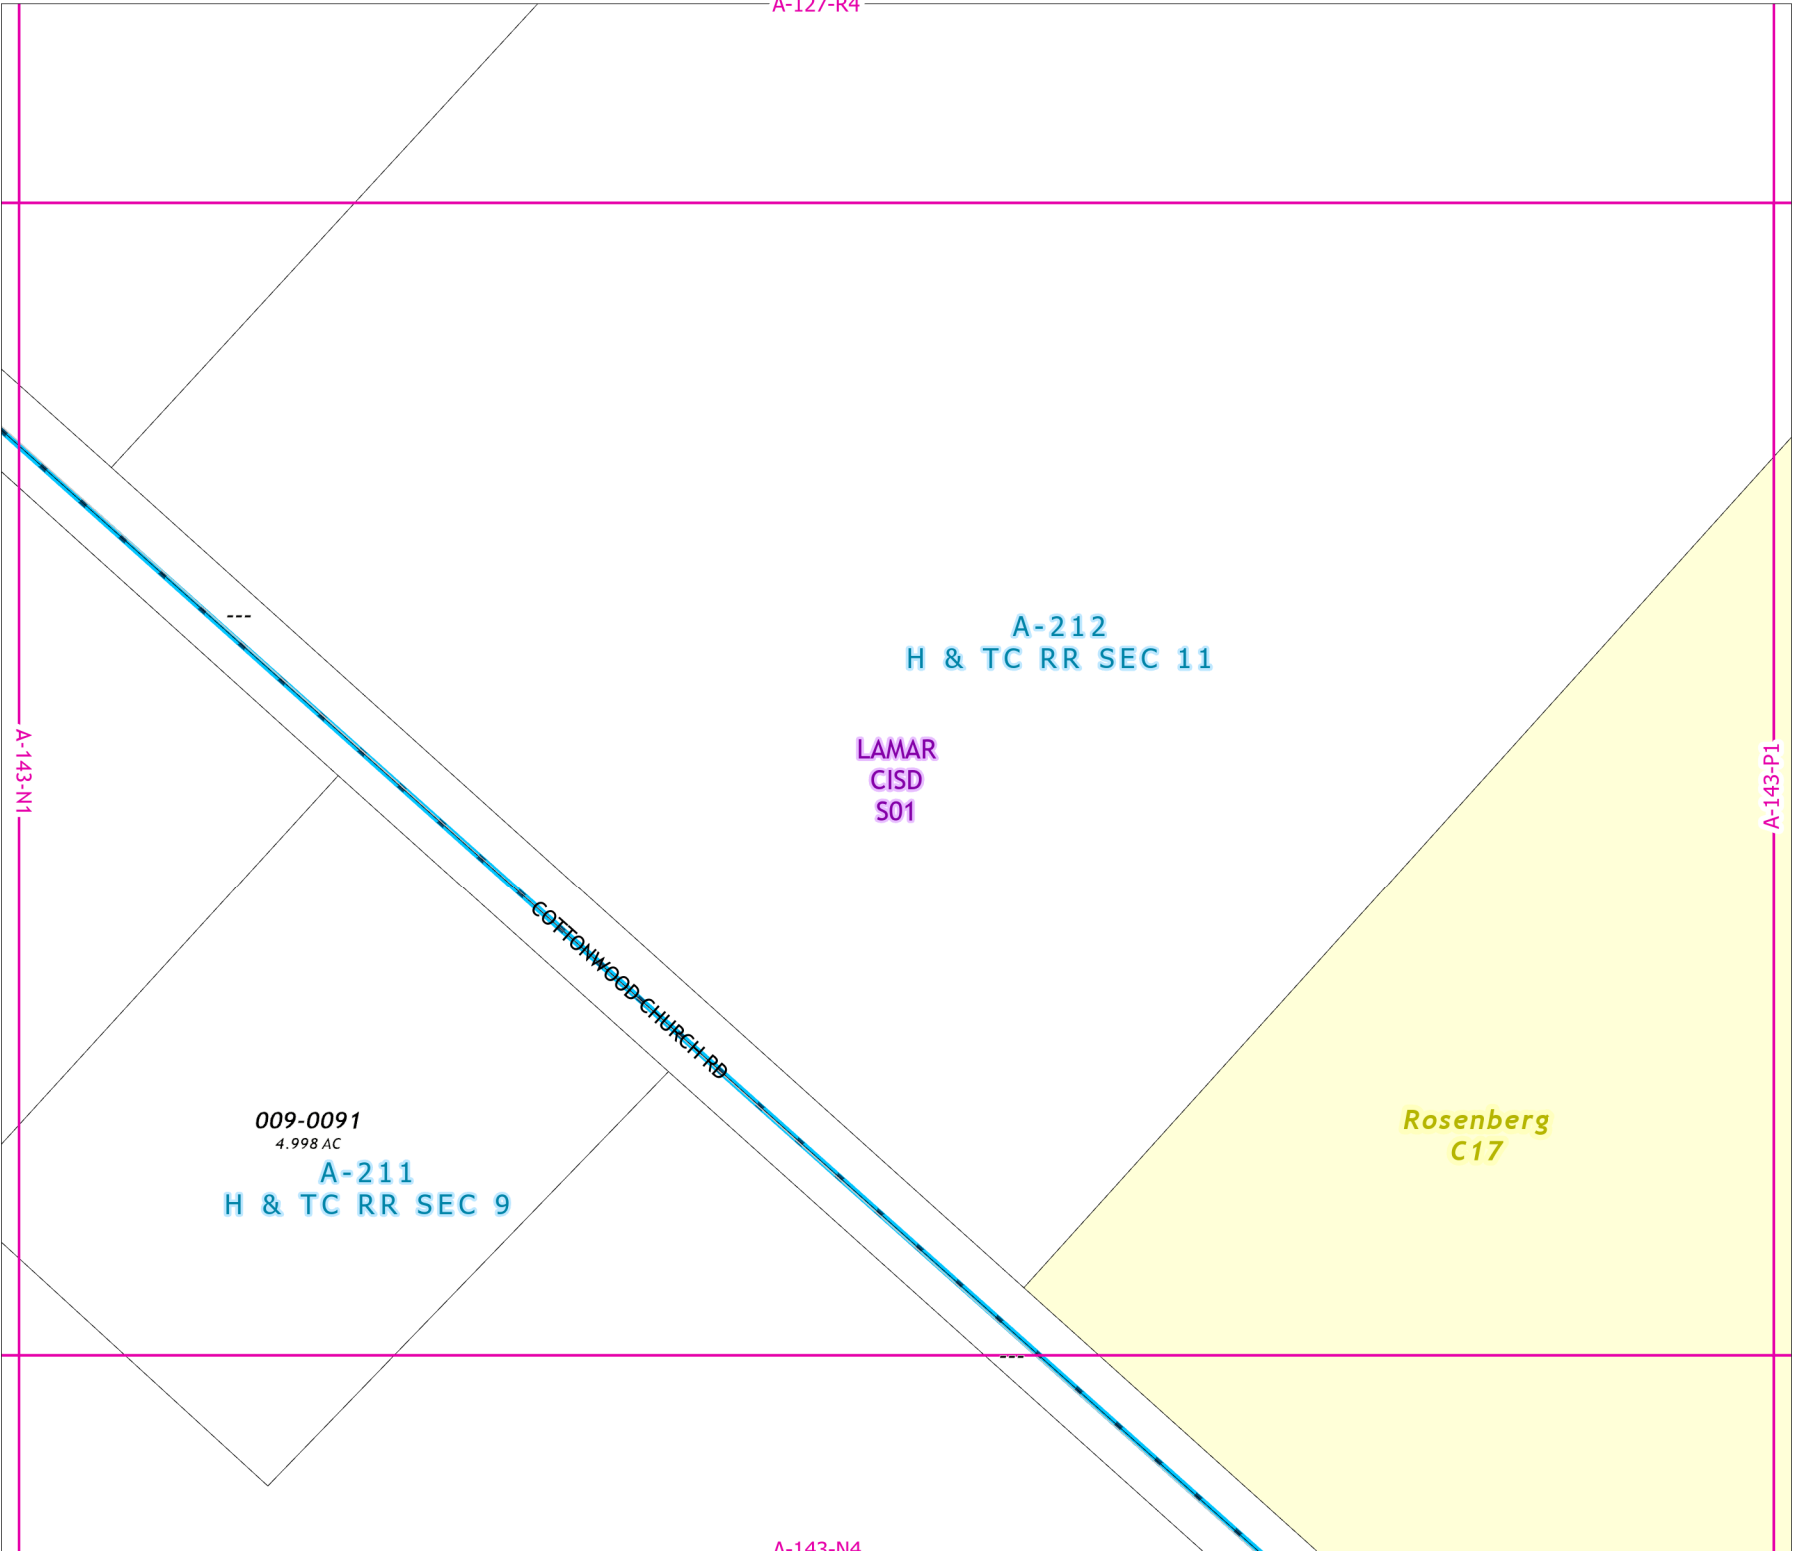 A-127-R4
---
A-212
H & TC RR SEC 11
LAMAR
CISD
S01
A-143-N1
A-143-P1
COTTONWOOD CHURCH RD
009-0091
4.998 AC
A-211
H & TC RR SEC 9
Rosenberg
C17
---
A-143-N4